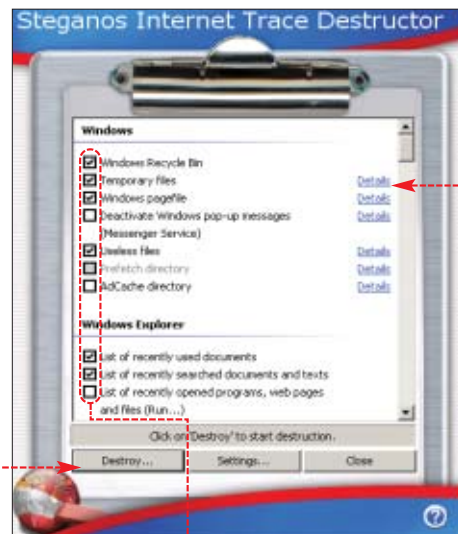 Steganos Internet Trace Destructor
Windows
Windows Recycle Bin
Temporary files Details
Windows pagefile Details
Deactivate Windows pop-up messages Details
(Messenger Service)
Useless files Details
Prefetch directory Details
AdCache directory Details
Windows Explorer
List of recently used documents
List of recently searched documents and texts
List of recently opened programs, web pages
and files (Run...)
Click on 'Destroy' to start destruction.
Destroy... Settings... Close
?